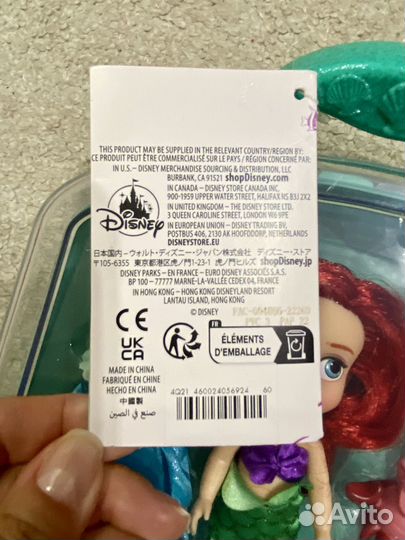 THIS PRODUCT MAY BE SUPPLIED IN THE RELEVANT COUNTRY/REGION BY:
CE PRODUIT PEUT ÊTRE COMMERCIALISÉ SUR LE PAYS / RÉGION CONCERNÉ PAR:
IN U.S. – DISNEY MERCHANDISE SOURCING & DISTRIBUTION, LLC
BURBANK, CA 91521 shopDisney.com
IN CANADA – DISNEY STORE CANADA INC.
900-1959 UPPER WATER STREET, HALIFAX NS B3J 2X2
IN UNITED KINGDOM – THE DISNEY STORE LTD.
3 QUEEN CAROLINE STREET, LONDON W6 9PE
IN EUROPEAN UNION – DISNEY TRADING BV,
POSTBUS 406, 2130 AK HOOFDDORP, NETHERLANDS
DISNEYSTORE.EU
DISNEY
STORE
日本国内 – ウォルト・ディズニー・ジャパン株式会社 ディズニー・ストア
〒105-6355 東京都港区虎ノ門1-23-1 虎ノ門ヒルズ shopDisney.jp
DISNEY PARKS – EN FRANCE: EURO DISNEY ASSOCIÉS S.A.S.
BP 100 - 77777 MARNE-LA-VALLÉE CEDEX 04, FRANCE
IN HONG KONG – HONG KONG DISNEYLAND RESORT
LANTAU ISLAND, HONG KONG
© DISNEY
FAC-004866-22260
CE
UK
CA
FR
ÉLÉMENTS
D'EMBALLAGE
MADE IN CHINA
FABRIQUÉ EN CHINE
HECHO EN CHINA
中國製
صنع في الصين
4Q21 460024056924 60
Avito